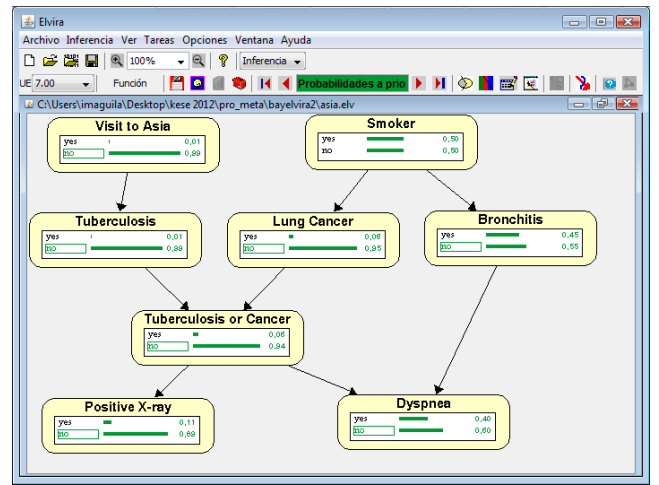 Elvira
Archivo Inferencia Ver Tareas Opciones Ventana Ayuda
100% Inferencia
UE 7.00 Función Probabilidades a prio
C:\Users\imaguila\Desktop\kese 2012\pro_meta\bayelvira2\asia.elv
Visit to Asia
yes 0,01
no 0,99
Smoker
yes 0,50
no 0,50
Tuberculosis
yes 0,01
no 0,99
Lung Cancer
yes 0,06
no 0,95
Bronchitis
yes 0,45
no 0,55
Tuberculosis or Cancer
yes 0,06
no 0,94
Positive X-ray
yes 0,11
no 0,89
Dyspnea
yes 0,40
no 0,60